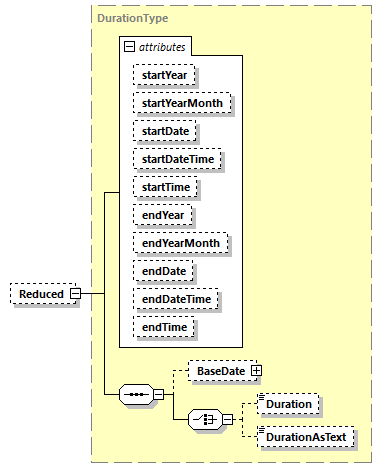 DurationType
attributes
startYear
startYearMonth
startDate
startDateTime
startTime
endYear
endYearMonth
endDate
endDateTime
endTime
Reduced
BaseDate
Duration
DurationAsText